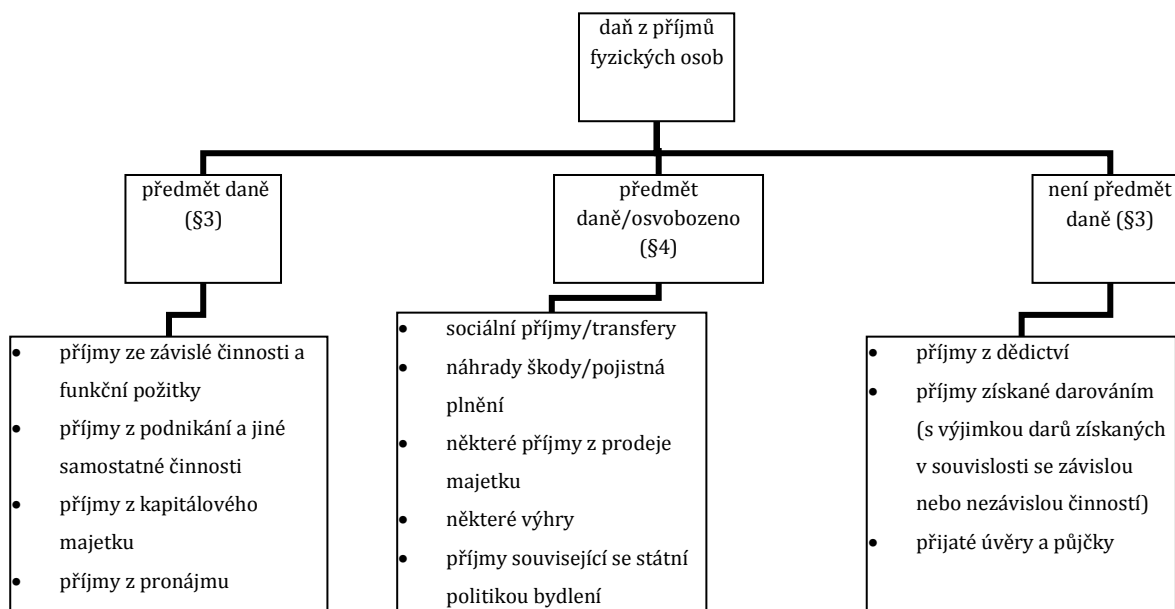 daň z příjmů
fyzických osob
předmět daně
(§3)
předmět
daně/osvobozeno
(§4)
není předmět
daně (§3)
• příjmy ze závislé činnosti a
funkční požitky
• příjmy z podnikání a jiné
samostatné činnosti
• příjmy z kapitálového
majetku
• příjmy z pronájmu
• sociální příjmy/transfery
• náhrady škody/pojistná
plnění
• některé příjmy z prodeje
majetku
• některé výhry
• příjmy související se státní
politikou bydlení
• příjmy z dědictví
• příjmy získané darováním
(s výjimkou darů získaných
v souvislosti se závislou
nebo nezávislou činností)
• přijaté úvěry a půjčky